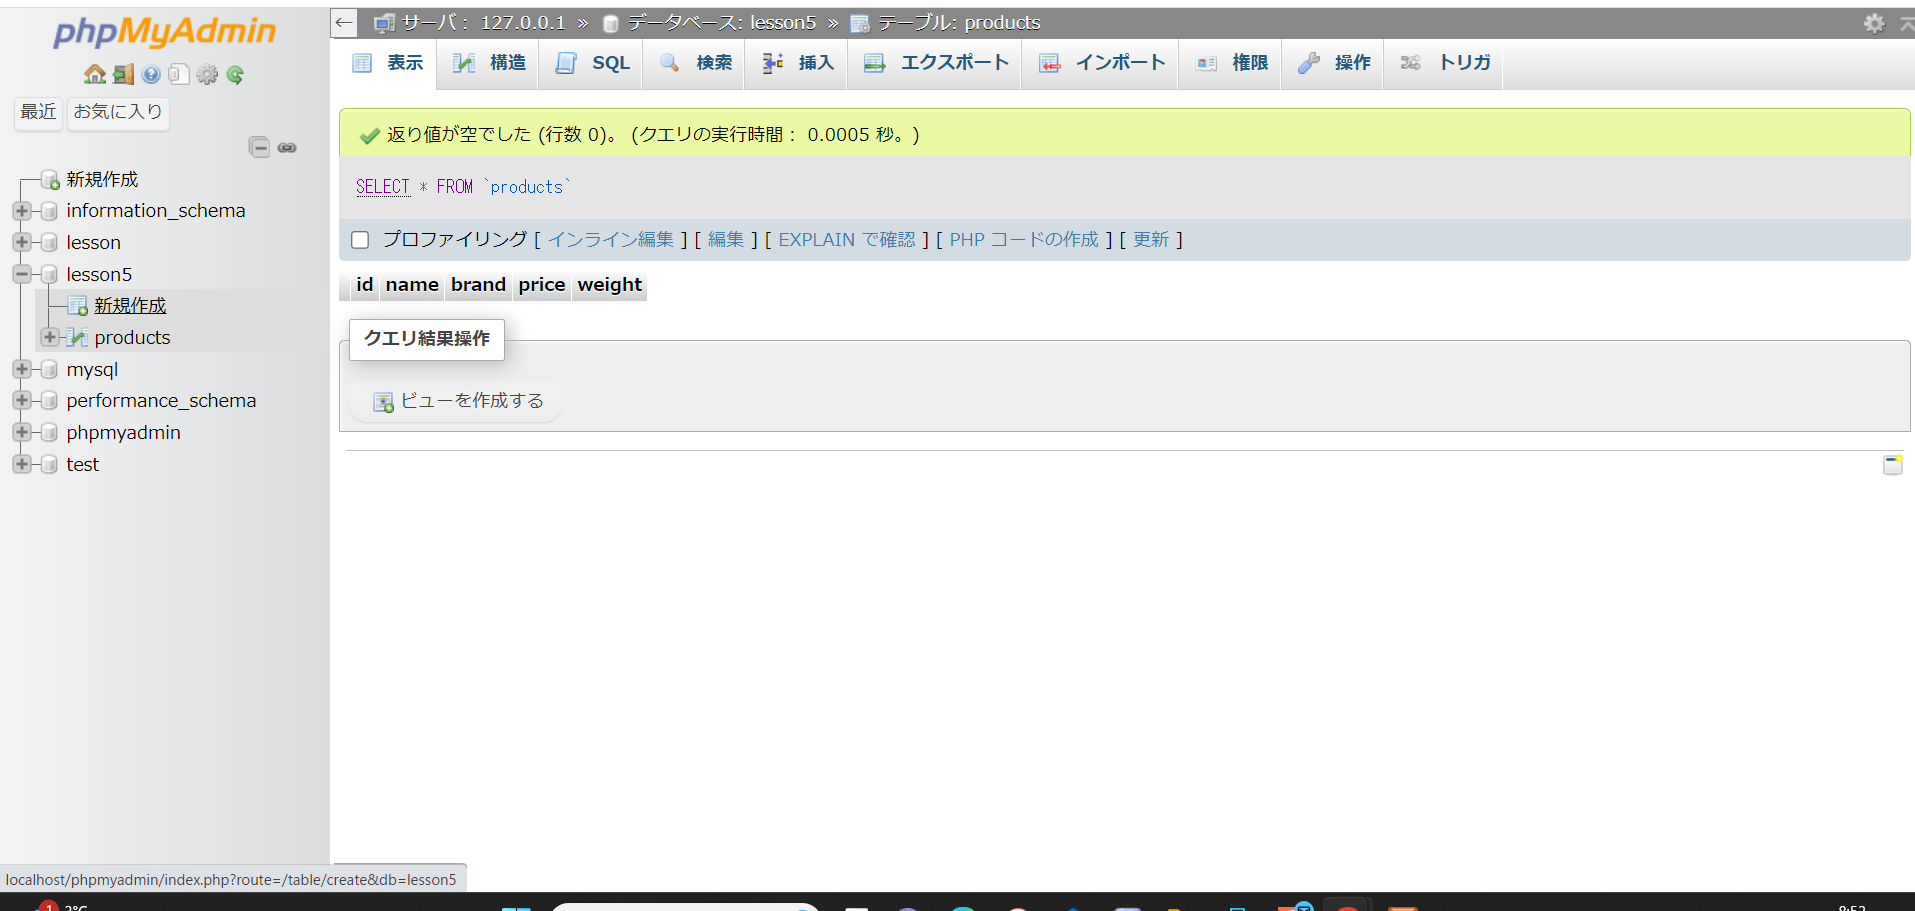 phpMyAdmin
最近 お気に入り
新規作成
information_schema
lesson
lesson5
新規作成
products
mysql
performance_schema
phpmyadmin
test
← サーバ： 127.0.0.1 » データベース: lesson5 » テーブル: products
表示 構造 SQL 検索 挿入 エクスポート インポート 権限 操作 トリガ
返り値が空でした (行数 0)。 (クエリの実行時間： 0.0005 秒。)
SELECT * FROM `products`
プロファイリング [ インライン編集 ] [ 編集 ] [ EXPLAIN で確認 ] [ PHP コードの作成 ] [ 更新 ]
id name brand price weight
クエリ結果操作
ビューを作成する
localhost/phpmyadmin/index.php?route=/table/create&db=lesson5
1